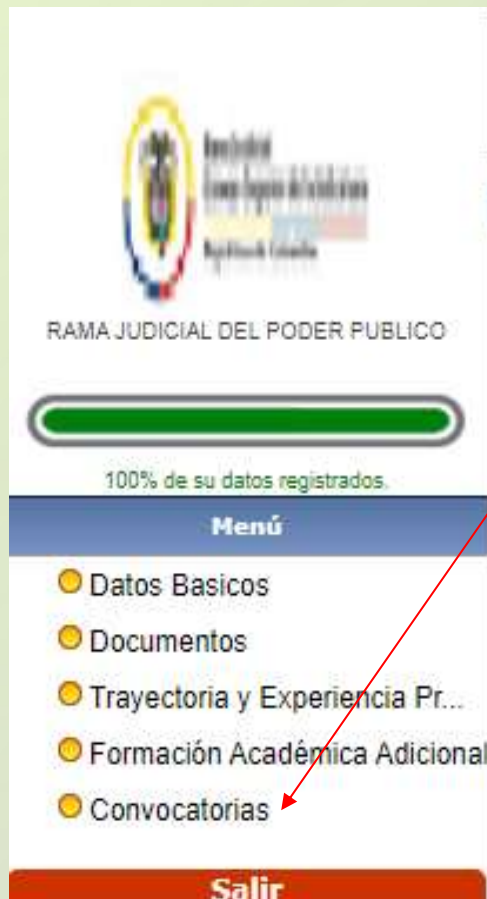 RAMA JUDICIAL DEL PODER PUBLICO
100% de su datos registrados.
Menú
Datos Basicos
Documentos
Trayectoria y Experiencia Pr...
Formación Académica Adicional
Convocatorias
Salir